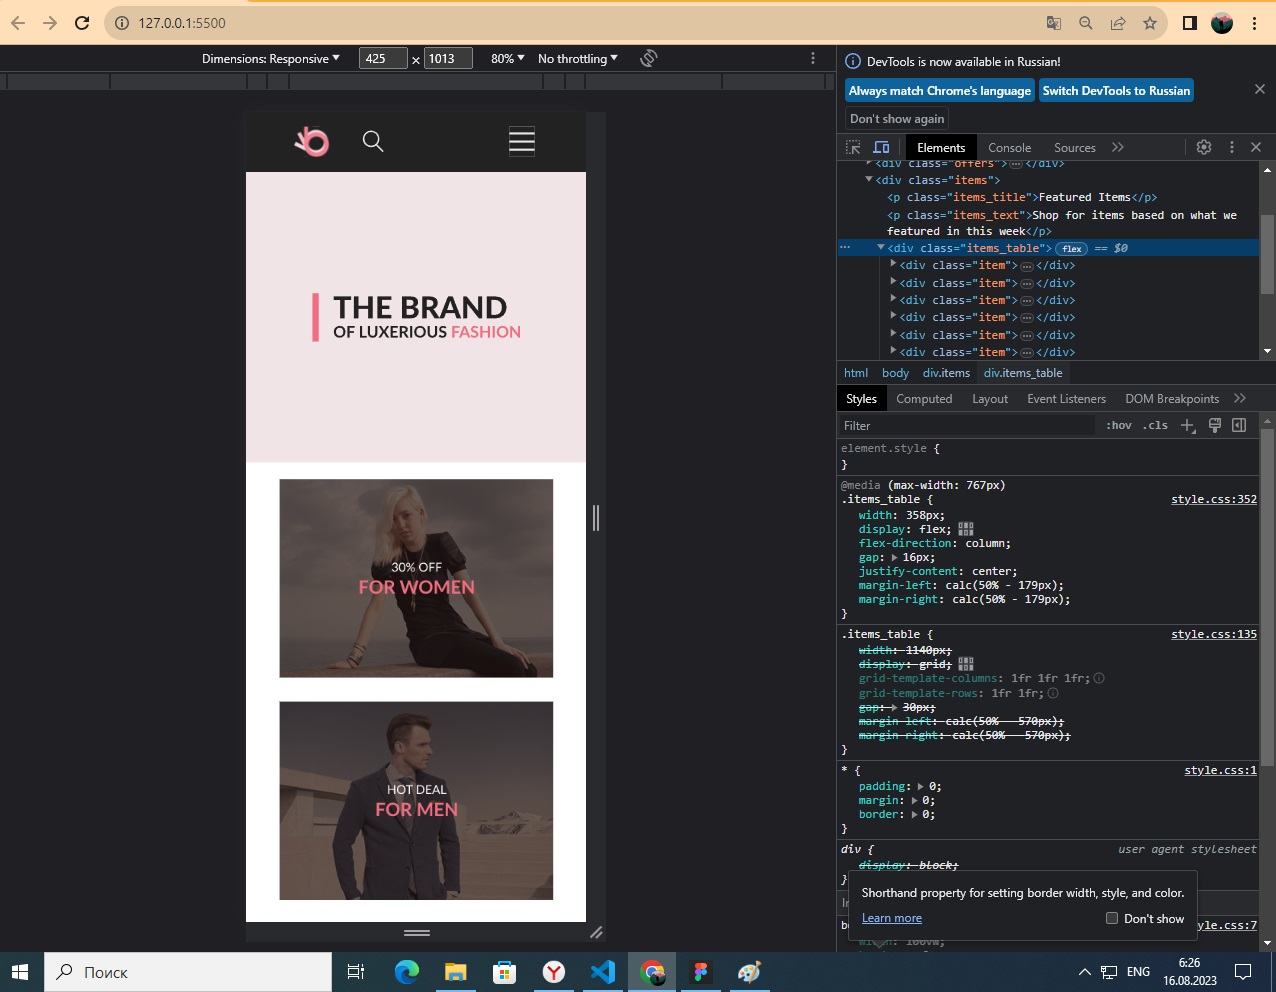 127.0.0.1:5500
Dimensions: Responsive ▼ 425 × 1013 80% ▼ No throttling ▼
DevTools is now available in Russian!
Always match Chrome's language Switch DevTools to Russian
Don't show again
Elements Console Sources
<div class="offers">⋯</div>
<div class="items">
<p class="items_title">Featured Items</p>
<p class="items_text">Shop for items based on what we
featured in this week</p>
<div class="items_table"> flex == $0
<div class="item">⋯</div>
<div class="item">⋯</div>
<div class="item">⋯</div>
<div class="item">⋯</div>
<div class="item">⋯</div>
<div class="item">⋯</div>
html body div.items div.items_table
Styles Computed Layout Event Listeners DOM Breakpoints
Filter :hov .cls
element.style {
}
@media (max-width: 767px)
.items_table { style.css:352
width: 358px;
display: flex;
flex-direction: column;
gap: 16px;
justify-content: center;
margin-left: calc(50% - 179px);
margin-right: calc(50% - 179px);
}
.items_table { style.css:135
width: 1140px;
display: grid;
grid-template-columns: 1fr 1fr 1fr;
grid-template-rows: 1fr 1fr;
gap: 30px;
margin-left: calc(50% - 570px);
margin-right: calc(50% - 570px);
}
* { style.css:1
padding: 0;
margin: 0;
border: 0;
}
div { user agent stylesheet
display: block;
}
Shorthand property for setting border width, style, and color.
Learn more Don't show
width: 100vw;
THE BRAND
OF LUXERIOUS FASHION
30% OFF
FOR WOMEN
HOT DEAL
FOR MEN
Поиск
ENG
6:26
16.08.2023